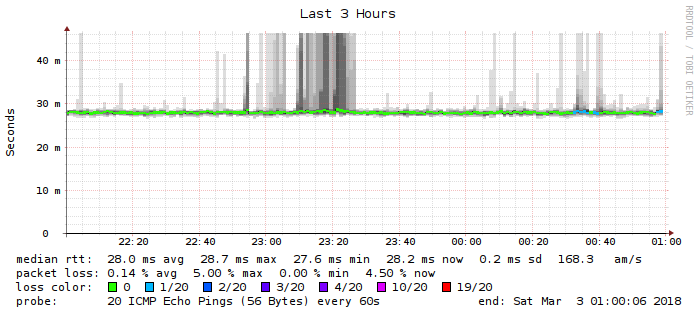 Last 3 Hours
RRDTOOL / TOBI OETIKER
Seconds
40 m
30 m
20 m
10 m
0
22:20 22:40 23:00 23:20 23:40 00:00 00:20 00:40 01:00
median rtt: 28.0 ms avg 28.7 ms max 27.6 ms min 28.2 ms now 0.2 ms sd 168.3 am/s
packet loss: 0.14 % avg 5.00 % max 0.00 % min 4.50 % now
loss color: 0 1/20 2/20 3/20 4/20 10/20 19/20
probe: 20 ICMP Echo Pings (56 Bytes) every 60s end: Sat Mar 3 01:00:06 2018